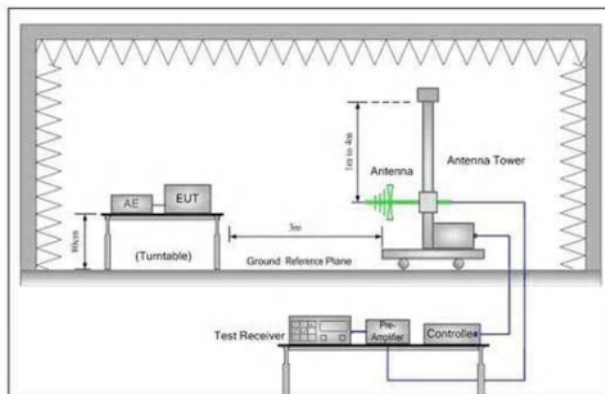 1m to 4m
Antenna
Antenna Tower
AE
EUT
3m
80cm
(Turntable)
Ground Reference Plane
Test Receiver
Pre-
Amplifier
Controller